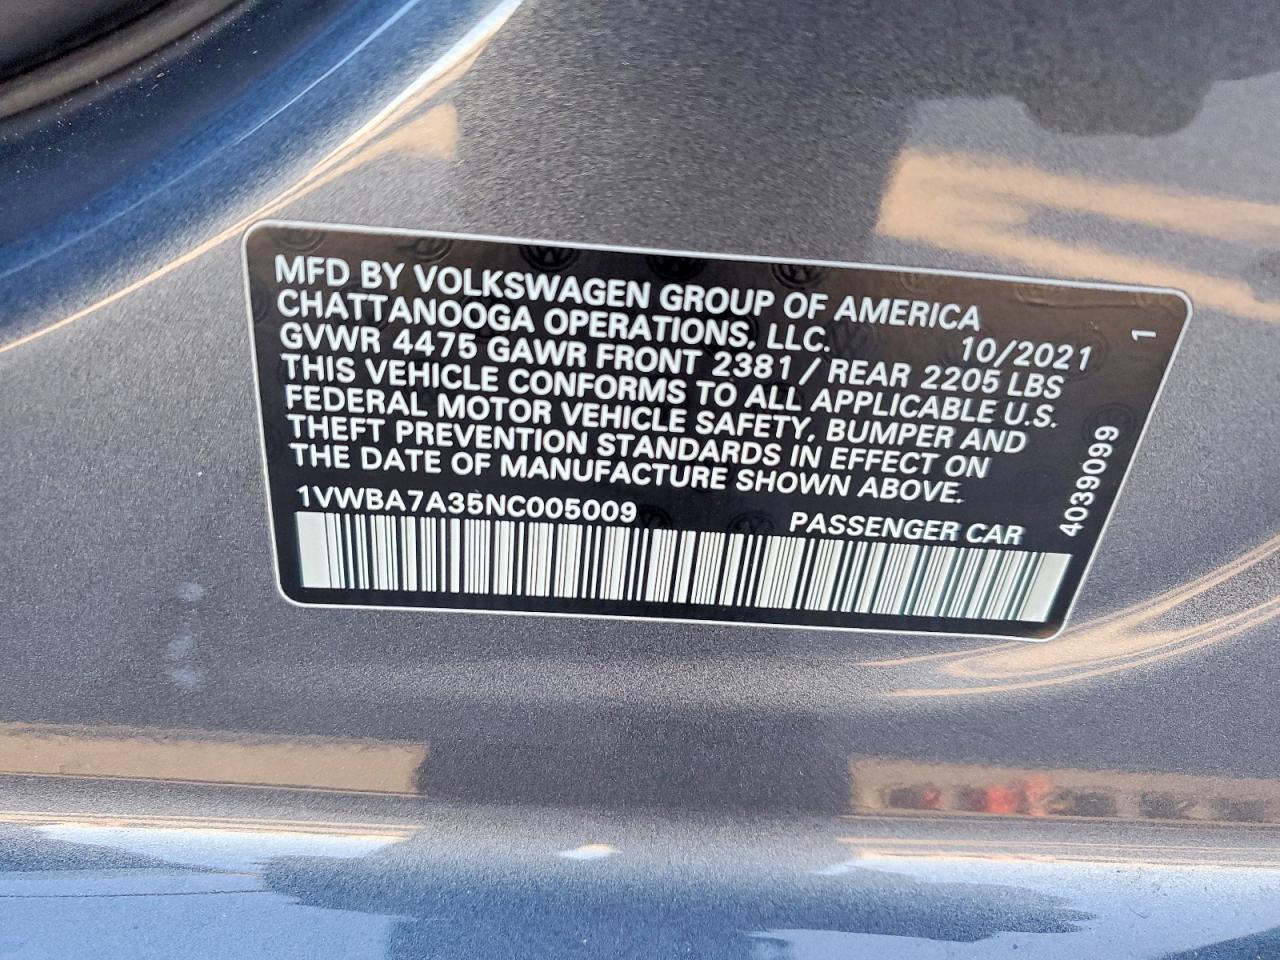 MFD BY VOLKSWAGEN GROUP OF AMERICA
CHATTANOOGA OPERATIONS, LLC. 10/2021 1
GVWR 4475 GAWR FRONT 2381 / REAR 2205 LBS
THIS VEHICLE CONFORMS TO ALL APPLICABLE U.S.
FEDERAL MOTOR VEHICLE SAFETY, BUMPER AND
THEFT PREVENTION STANDARDS IN EFFECT ON
THE DATE OF MANUFACTURE SHOWN ABOVE.
1VWBA7A35NC005009 PASSENGER CAR
4039099